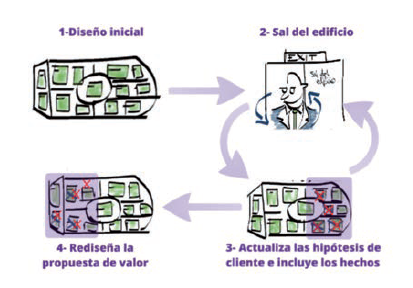 1-Diseño inicial
2- Sal del edificio
EXIT
4- Rediseña la
propuesta de valor
3- Actualiza las hipótesis de
cliente e incluye los hechos